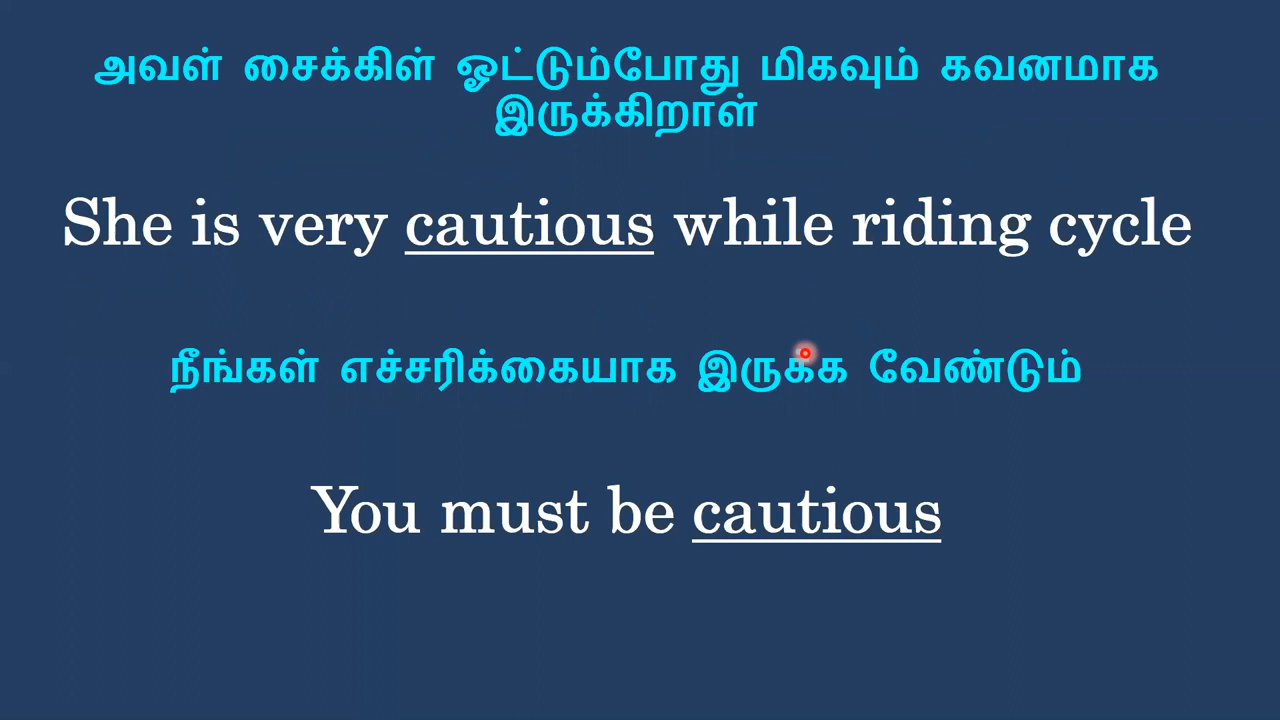 அவள் சைக்கிள் ஓட்டும்போது மிகவும் கவனமாக
இருக்கிறாள்
She is very cautious while riding cycle
நீங்கள் எச்சரிக்கையாக இருக்க வேண்டும்
You must be cautious